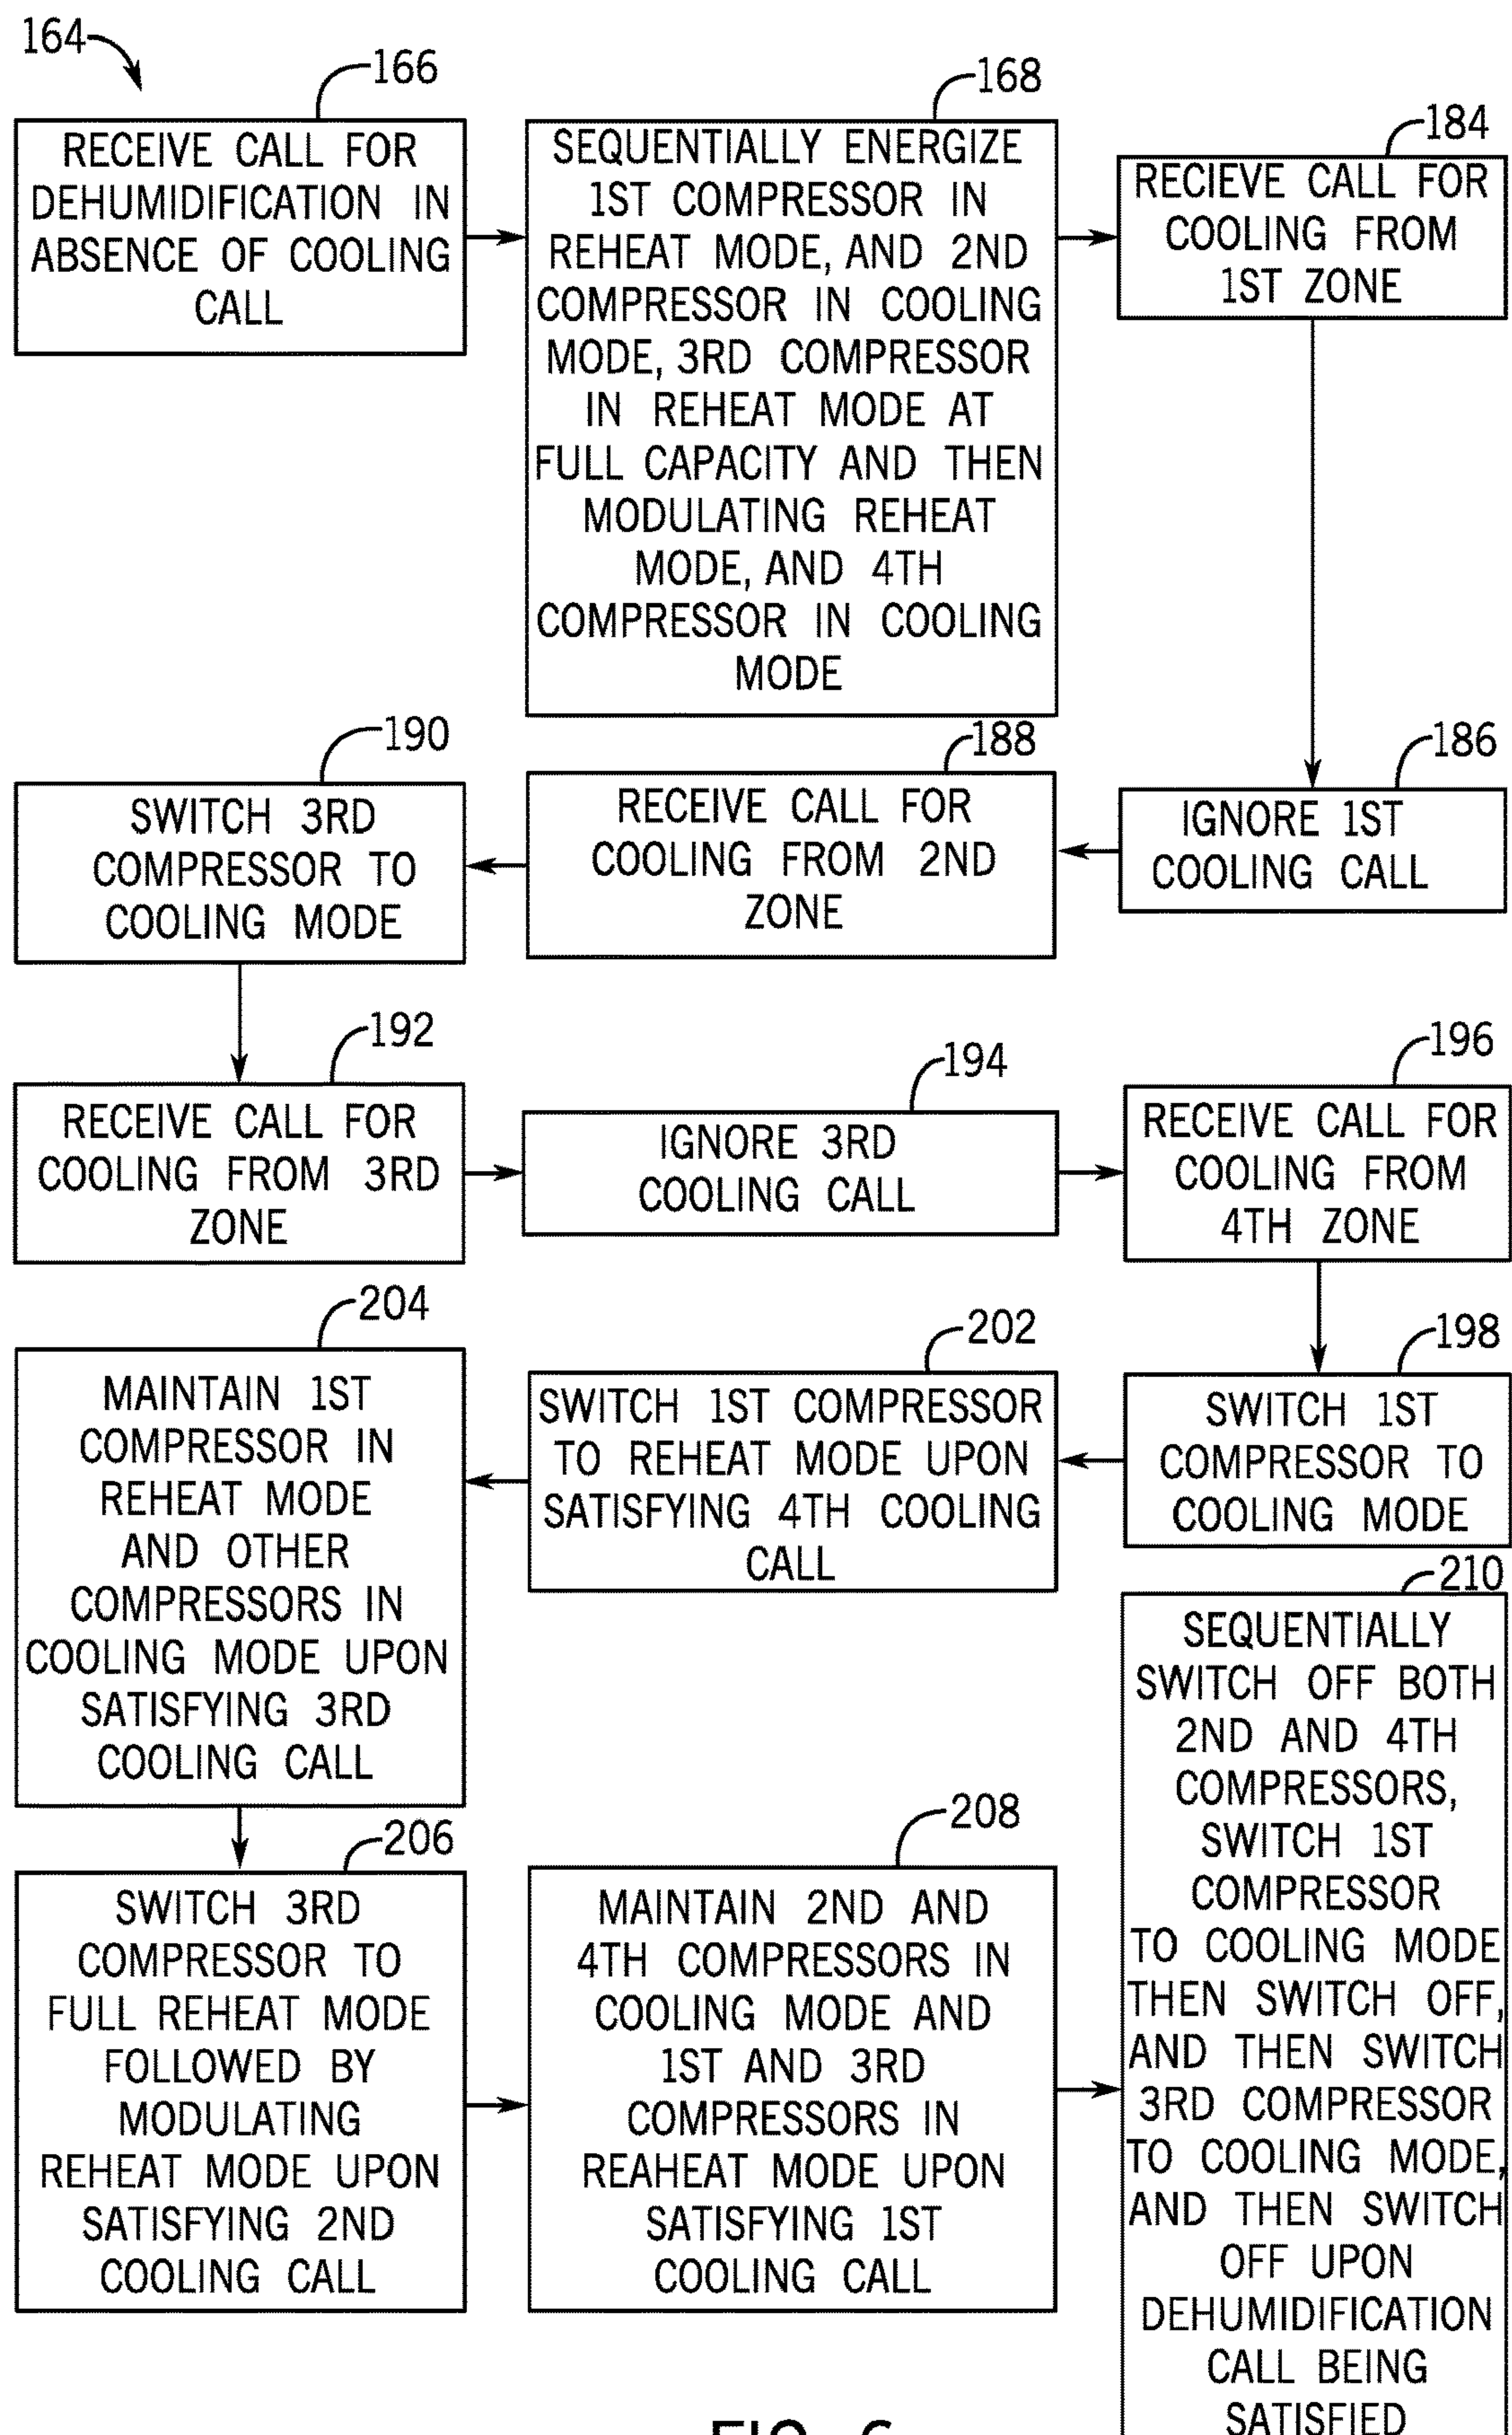 164
166
RECEIVE CALL FOR
DEHUMIDIFICATION IN
ABSENCE OF COOLING
CALL
168
SEQUENTIALLY ENERGIZE
1ST COMPRESSOR IN
REHEAT MODE, AND 2ND
COMPRESSOR IN COOLING
MODE, 3RD COMPRESSOR
IN REHEAT MODE AT
FULL CAPACITY AND THEN
MODULATING REHEAT
MODE, AND 4TH
COMPRESSOR IN COOLING
MODE
184
RECIEVE CALL FOR
COOLING FROM
1ST ZONE
186
IGNORE 1ST
COOLING CALL
188
RECEIVE CALL FOR
COOLING FROM 2ND
ZONE
190
SWITCH 3RD
COMPRESSOR TO
COOLING MODE
192
RECEIVE CALL FOR
COOLING FROM 3RD
ZONE
194
IGNORE 3RD
COOLING CALL
196
RECEIVE CALL FOR
COOLING FROM
4TH ZONE
198
SWITCH 1ST
COMPRESSOR TO
COOLING MODE
202
SWITCH 1ST COMPRESSOR
TO REHEAT MODE UPON
SATISFYING 4TH COOLING
CALL
204
MAINTAIN 1ST
COMPRESSOR IN
REHEAT MODE
AND OTHER
COMPRESSORS IN
COOLING MODE UPON
SATISFYING 3RD
COOLING CALL
206
SWITCH 3RD
COMPRESSOR TO
FULL REHEAT MODE
FOLLOWED BY
MODULATING
REHEAT MODE UPON
SATISFYING 2ND
COOLING CALL
208
MAINTAIN 2ND AND
4TH COMPRESSORS IN
COOLING MODE AND
1ST AND 3RD
COMPRESSORS IN
REAHEAT MODE UPON
SATISFYING 1ST
COOLING CALL
210
SEQUENTIALLY
SWITCH OFF BOTH
2ND AND 4TH
COMPRESSORS,
SWITCH 1ST
COMPRESSOR
TO COOLING MODE
THEN SWITCH OFF,
AND THEN SWITCH
3RD COMPRESSOR
TO COOLING MODE,
AND THEN SWITCH
OFF UPON
DEHUMIDIFICATION
CALL BEING
SATISFIED
FIG. 6